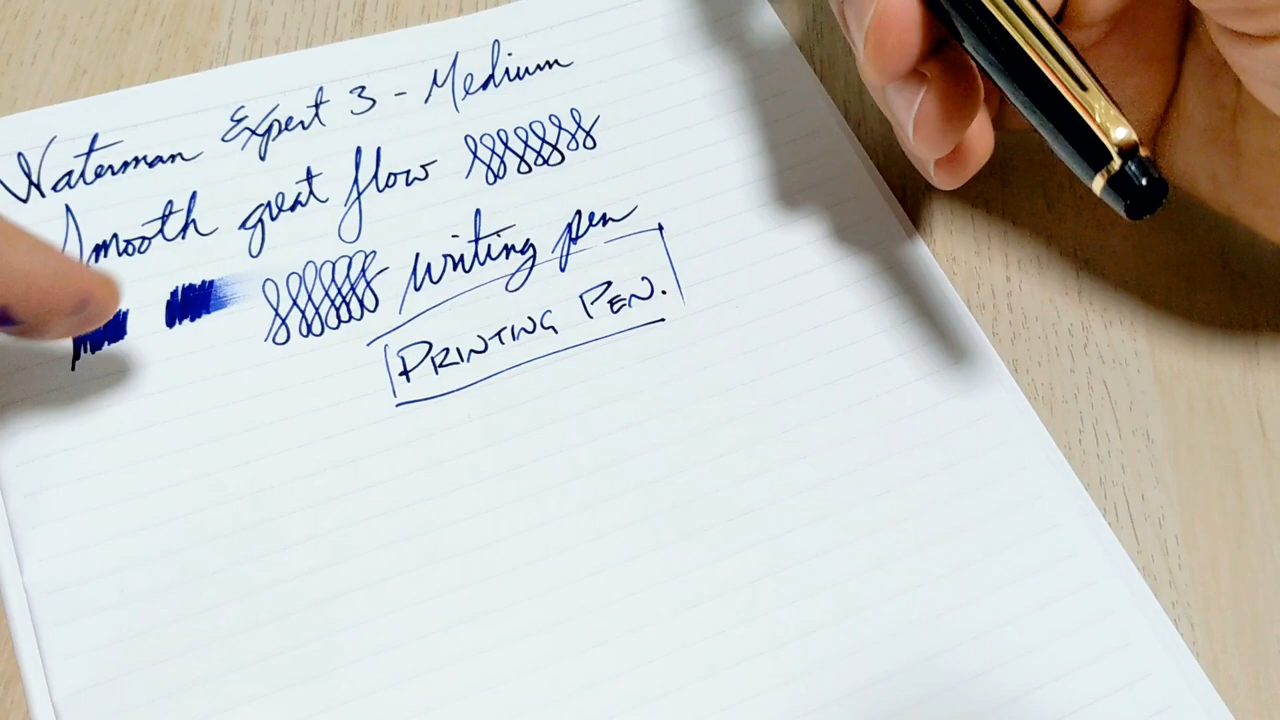 Waterman Expert 3 - Medium
Smooth great flow
writing pen
PRINTING PEN.